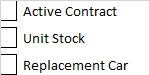 Active Contract
Unit Stock
Replacement Car